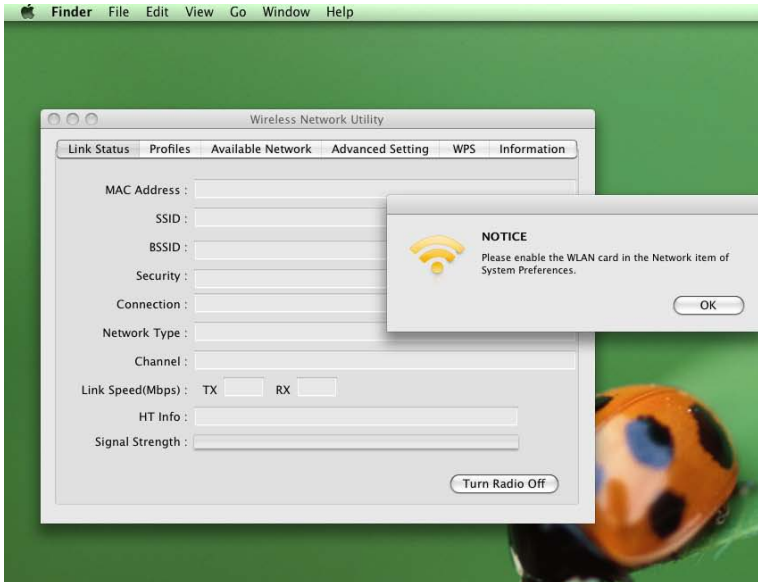 Finder File Edit View Go Window Help
Wireless Network Utility
Link Status Profiles Available Network Advanced Setting WPS Information
MAC Address :
SSID :
BSSID :
Security :
Connection :
Network Type :
Channel :
Link Speed(Mbps) : TX RX
HT Info :
Signal Strength :
Turn Radio Off
NOTICE
Please enable the WLAN card in the Network item of
System Preferences.
OK